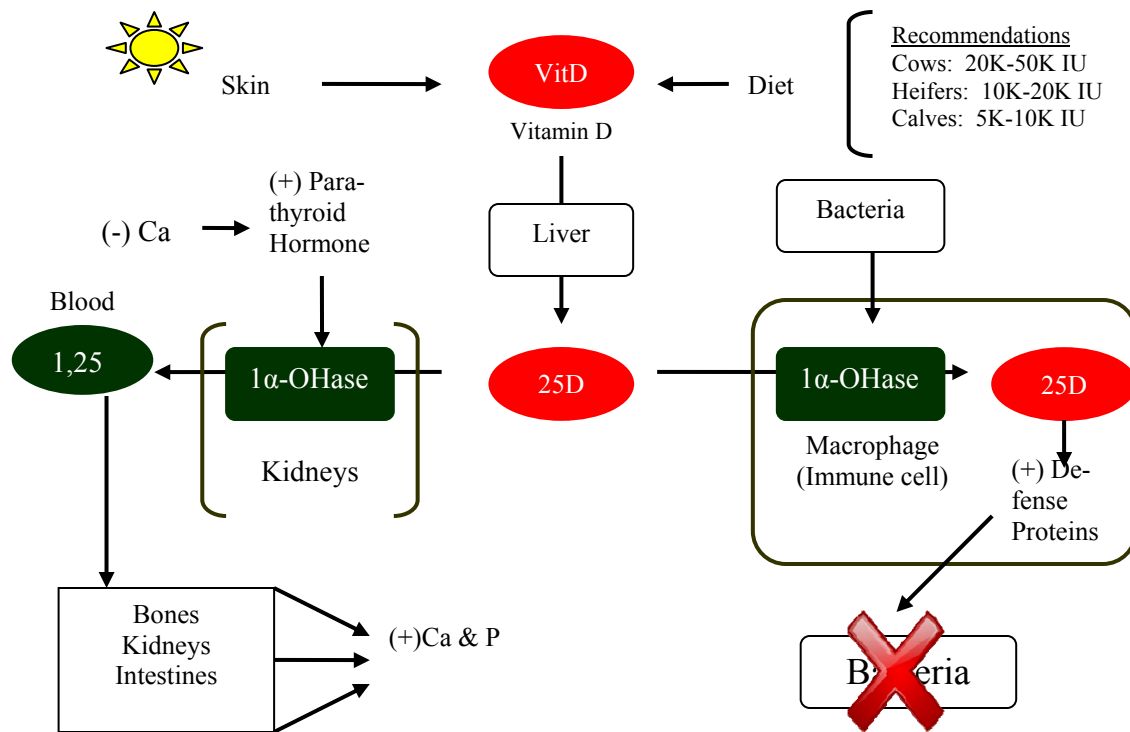 Skin
VitD
Vitamin D
Diet
Recommendations
Cows: 20K-50K IU
Heifers: 10K-20K IU
Calves: 5K-10K IU
(-) Ca
(+) Para-
thyroid
Hormone
Liver
Bacteria
Blood
1,25
1α-OHase
Kidneys
25D
1α-OHase
Macrophage
(Immune cell)
25D
(+) De-
fense
Proteins
Bones
Kidneys
Intestines
(+)Ca & P
Bacteria